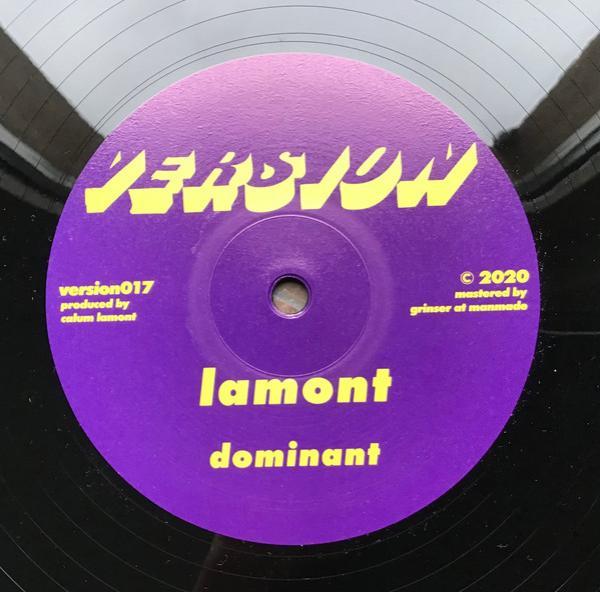 VERSION
version017
produced by
calum lamont
© 2020
mastered by
grinser at manmade
lamont
dominant